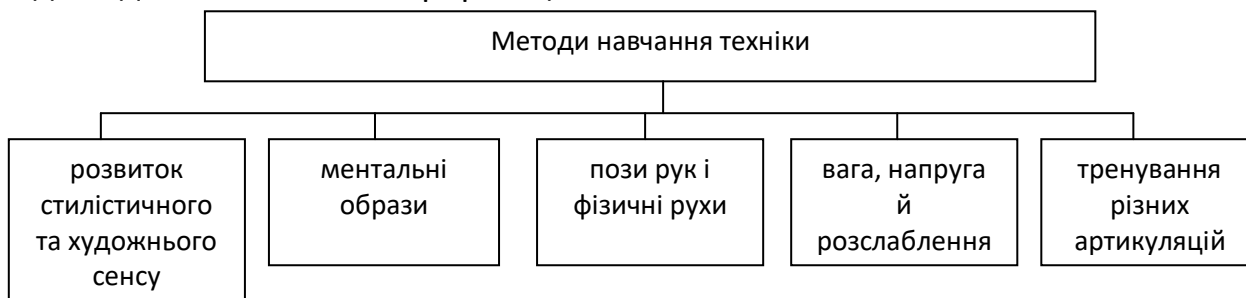 Методи навчання техніки
розвиток
стилістичного
та художнього
сенсу
ментальні
образи
пози рук і
фізичні рухи
вага, напруга
й
розслаблення
тренування
різних
артикуляцій